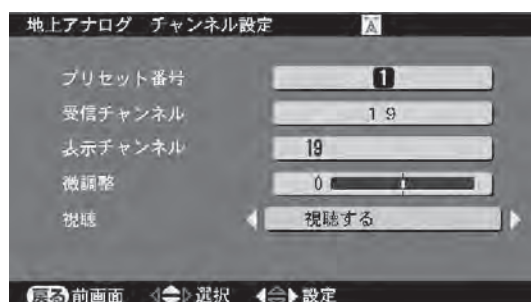 地上アナログ チャンネル設定 A
プリセット番号 1
受信チャンネル 19
表示チャンネル 19
微調整 0
視聴 視聴する
戻る 前画面 選択 設定